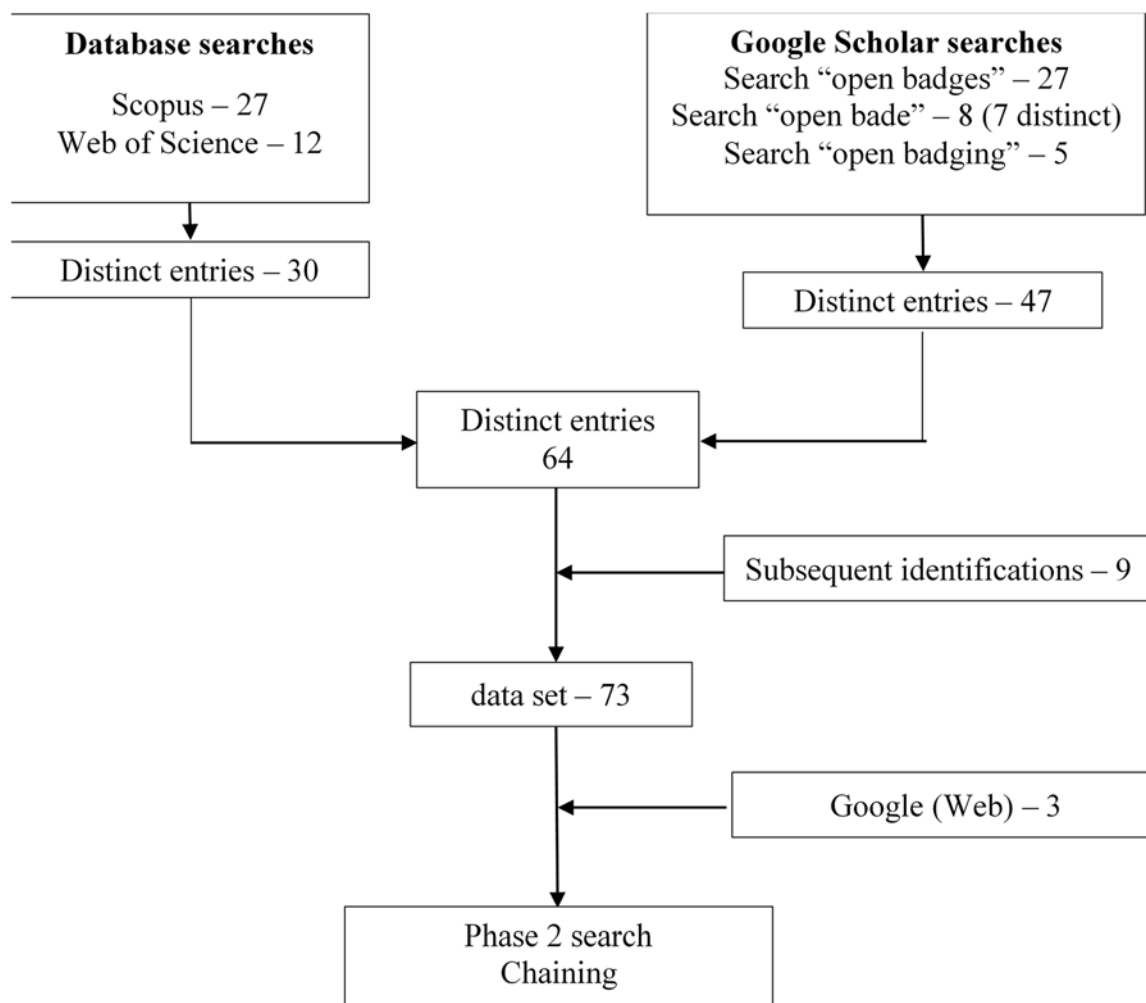 Database searches
Scopus – 27
Web of Science – 12
Google Scholar searches
Search “open badges” – 27
Search “open bade” – 8 (7 distinct)
Search “open badging” – 5
Distinct entries – 30
Distinct entries – 47
Distinct entries
64
Subsequent identifications – 9
data set – 73
Google (Web) – 3
Phase 2 search
Chaining